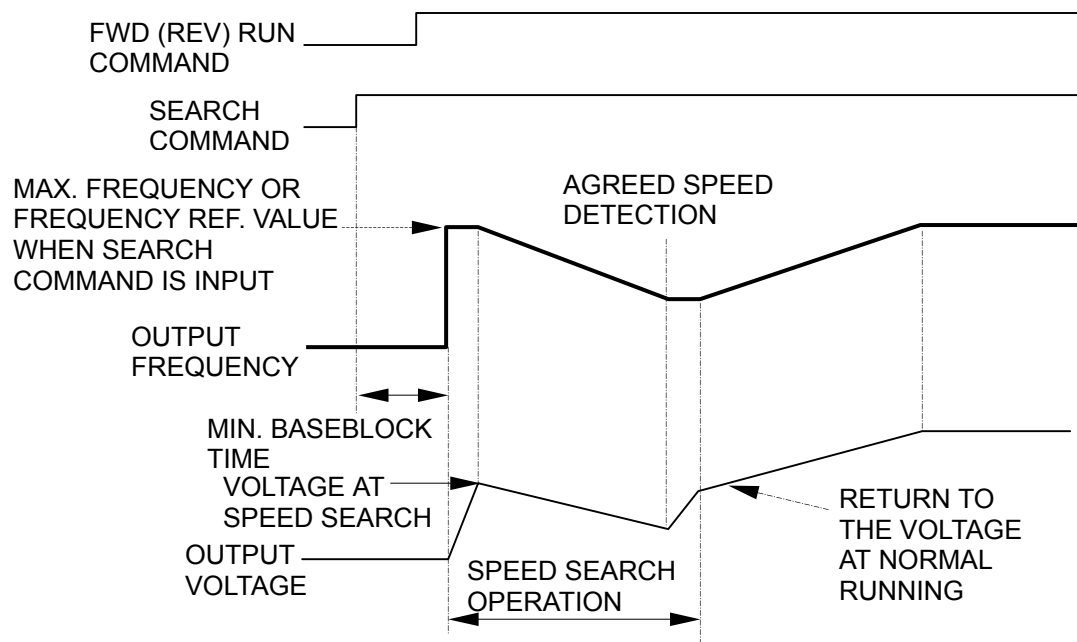 FWD (REV) RUN
COMMAND
SEARCH
COMMAND
MAX. FREQUENCY OR
FREQUENCY REF. VALUE
WHEN SEARCH
COMMAND IS INPUT
AGREED SPEED
DETECTION
OUTPUT
FREQUENCY
MIN. BASEBLOCK
TIME
VOLTAGE AT
SPEED SEARCH
OUTPUT
VOLTAGE
SPEED SEARCH
OPERATION
RETURN TO
THE VOLTAGE
AT NORMAL
RUNNING